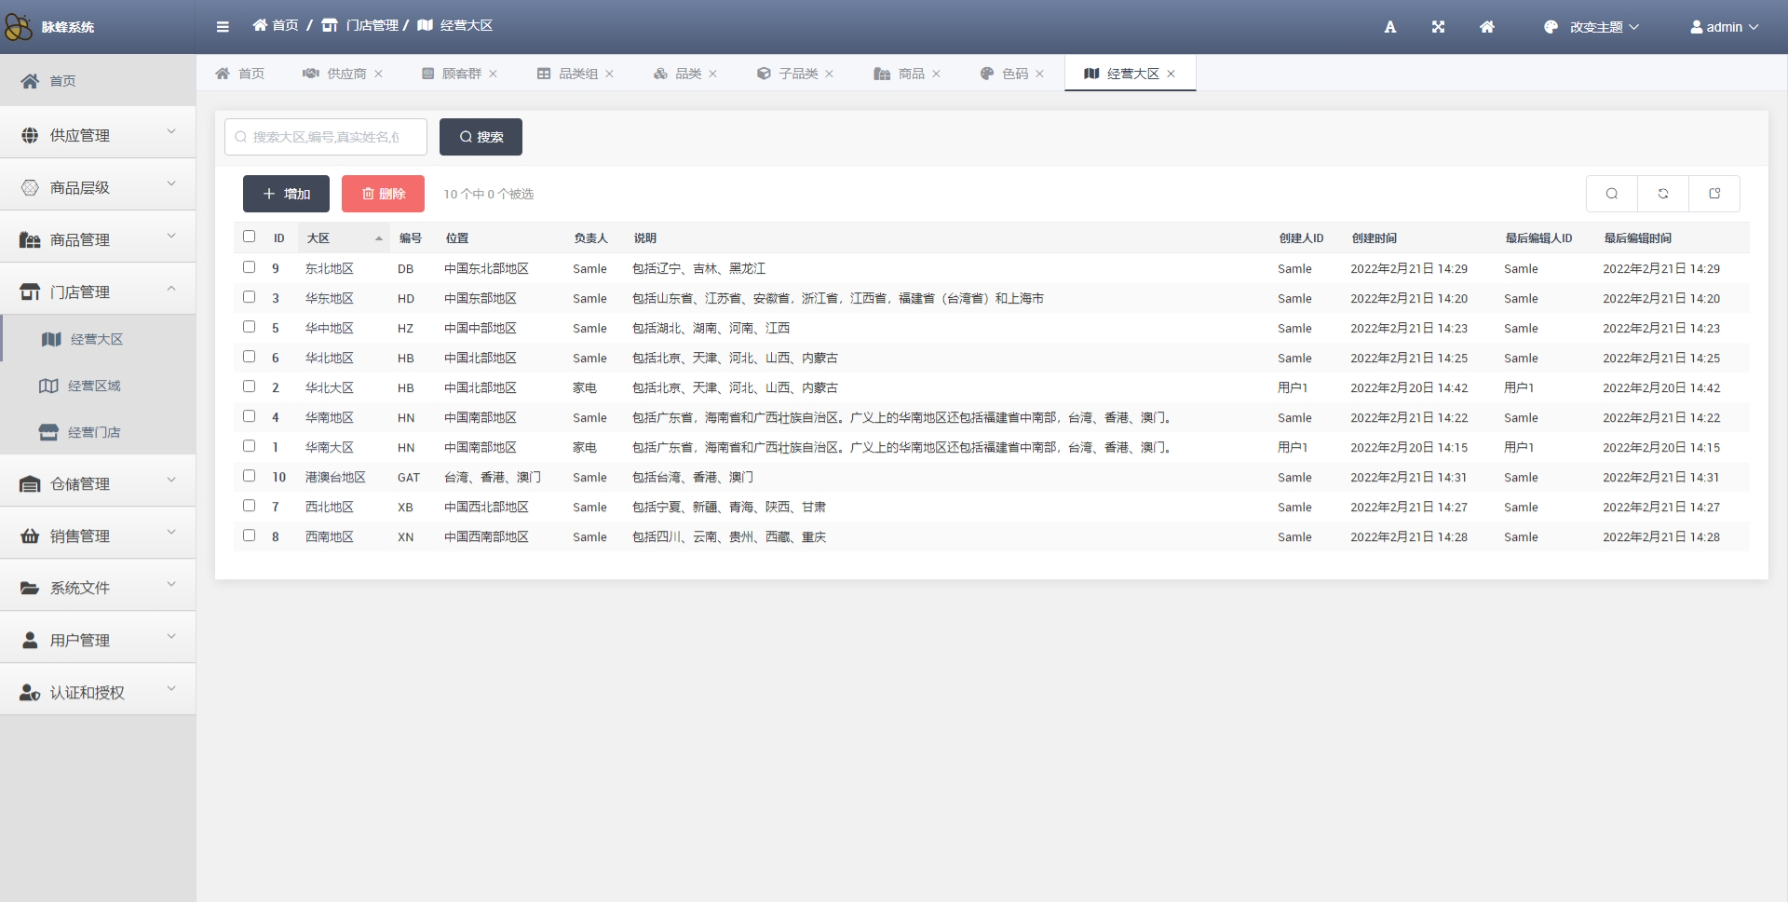 脉蜂系统
首页 / 门店管理 / 经营大区
A
改变主题
admin
首页
供应管理
商品层级
商品管理
门店管理
经营大区
经营区域
经营门店
仓储管理
销售管理
系统文件
用户管理
认证和授权
首页 供应商 × 顾客群 × 品类组 × 品类 × 子品类 × 商品 × 色码 × 经营大区 ×
搜索大区,编号,真实姓名,
搜索
+ 增加 删除 10 个中 0 个被选
ID 大区 编号 位置 负责人 说明 创建人ID 创建时间 最后编辑人ID 最后编辑时间
9 东北地区 DB 中国东北部地区 Samle 包括辽宁、吉林、黑龙江 Samle 2022年2月21日 14:29 Samle 2022年2月21日 14:29
3 华东地区 HD 中国东部地区 Samle 包括山东省、江苏省、安徽省，浙江省，江西省，福建省（台湾省）和上海市 Samle 2022年2月21日 14:20 Samle 2022年2月21日 14:20
5 华中地区 HZ 中国中部地区 Samle 包括湖北、湖南、河南、江西 Samle 2022年2月21日 14:23 Samle 2022年2月21日 14:23
6 华北地区 HB 中国北部地区 Samle 包括北京、天津、河北、山西、内蒙古 Samle 2022年2月21日 14:25 Samle 2022年2月21日 14:25
2 华北大区 HB 中国北部地区 家电 包括北京、天津、河北、山西、内蒙古 用户1 2022年2月20日 14:42 用户1 2022年2月20日 14:42
4 华南地区 HN 中国南部地区 Samle 包括广东省，海南省和广西壮族自治区。广义上的华南地区还包括福建省中南部，台湾、香港、澳门。 Samle 2022年2月21日 14:22 Samle 2022年2月21日 14:22
1 华南大区 HN 中国南部地区 家电 包括广东省，海南省和广西壮族自治区。广义上的华南地区还包括福建省中南部，台湾、香港、澳门。 用户1 2022年2月20日 14:15 用户1 2022年2月20日 14:15
10 港澳台地区 GAT 台湾、香港、澳门 Samle 包括台湾、香港、澳门 Samle 2022年2月21日 14:31 Samle 2022年2月21日 14:31
7 西北地区 XB 中国西北部地区 Samle 包括宁夏、新疆、青海、陕西、甘肃 Samle 2022年2月21日 14:27 Samle 2022年2月21日 14:27
8 西南地区 XN 中国西南部地区 Samle 包括四川、云南、贵州、西藏、重庆 Samle 2022年2月21日 14:28 Samle 2022年2月21日 14:28